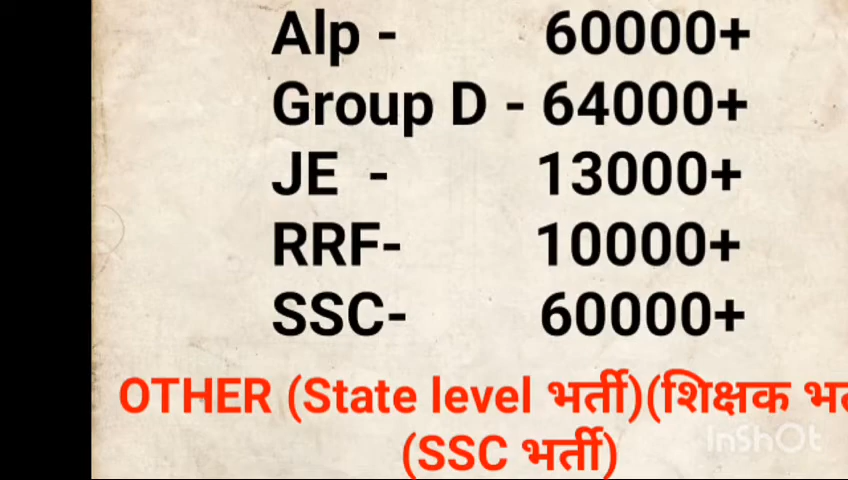 Alp - 60000+
Group D - 64000+
JE - 13000+
RRF- 10000+
SSC- 60000+
OTHER (State level भर्ती)(शिक्षक
(SSC भर्ती)
InShOt